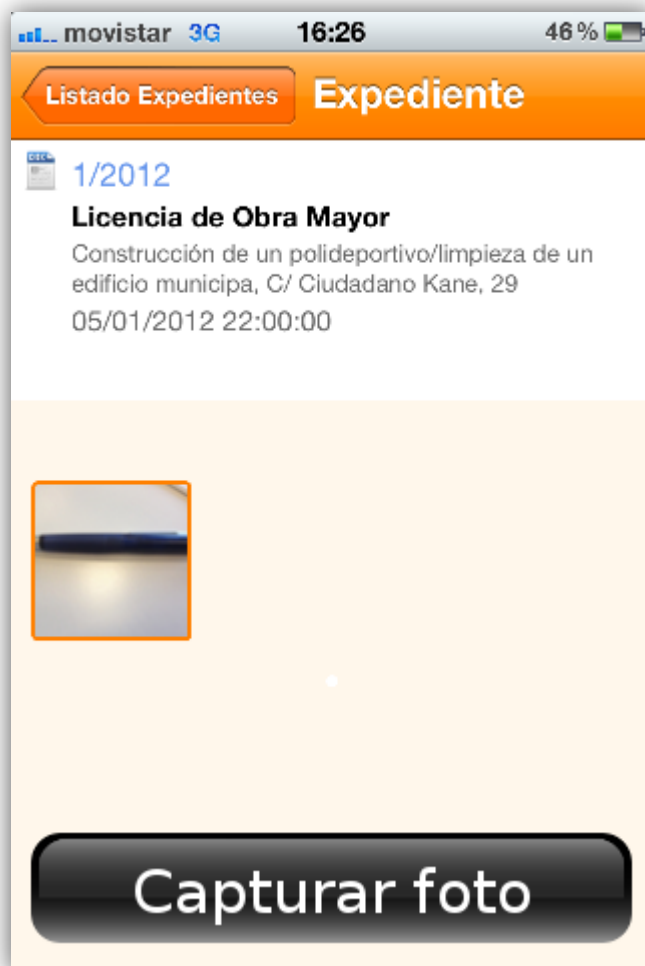 movistar 3G 16:26 46 %
Listado Expedientes Expediente
1/2012
Licencia de Obra Mayor
Construcción de un polideportivo/limpieza de un
edificio municipa, C/ Ciudadano Kane, 29
05/01/2012 22:00:00
Capturar foto